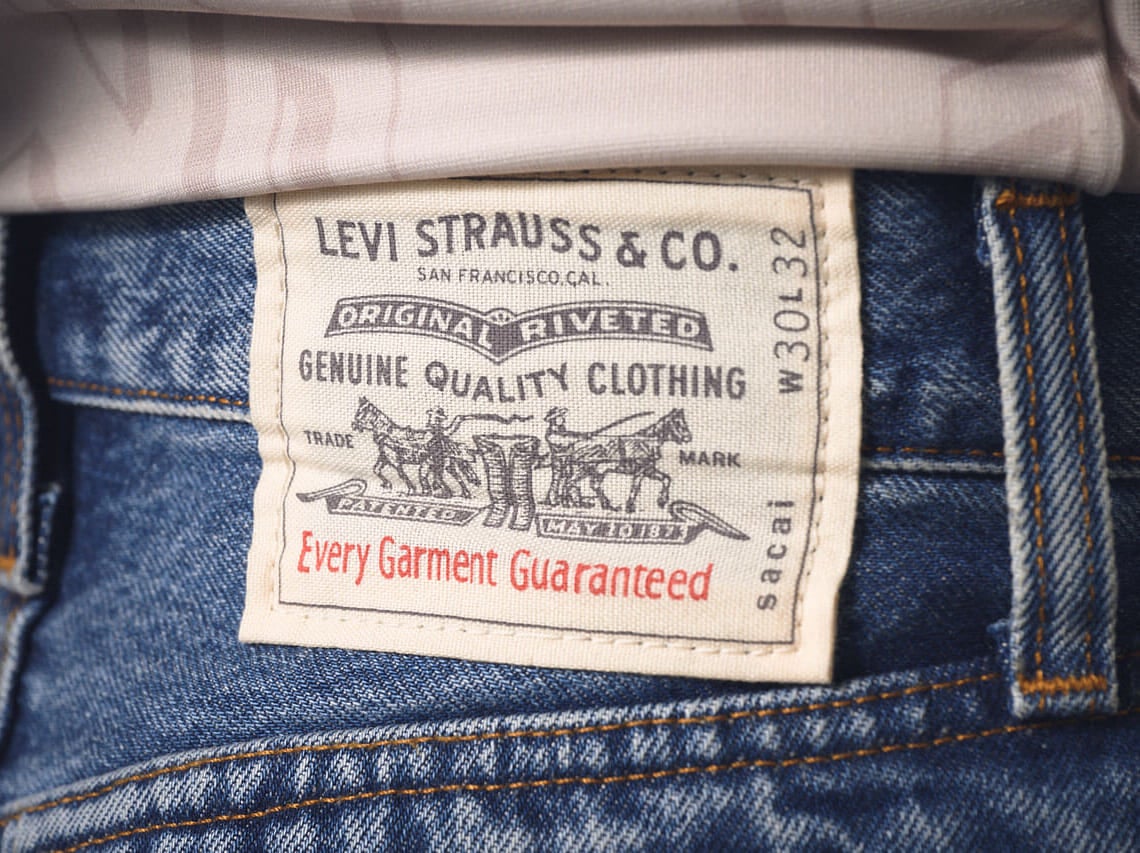 LEVI STRAUSS & CO.
SAN FRANCISCO, CAL.
ORIGINAL RIVETED
GENUINE QUALITY CLOTHING
TRADE MARK
PATENTED MAY 20 1873
Every Garment Guaranteed
W30L32
sacai